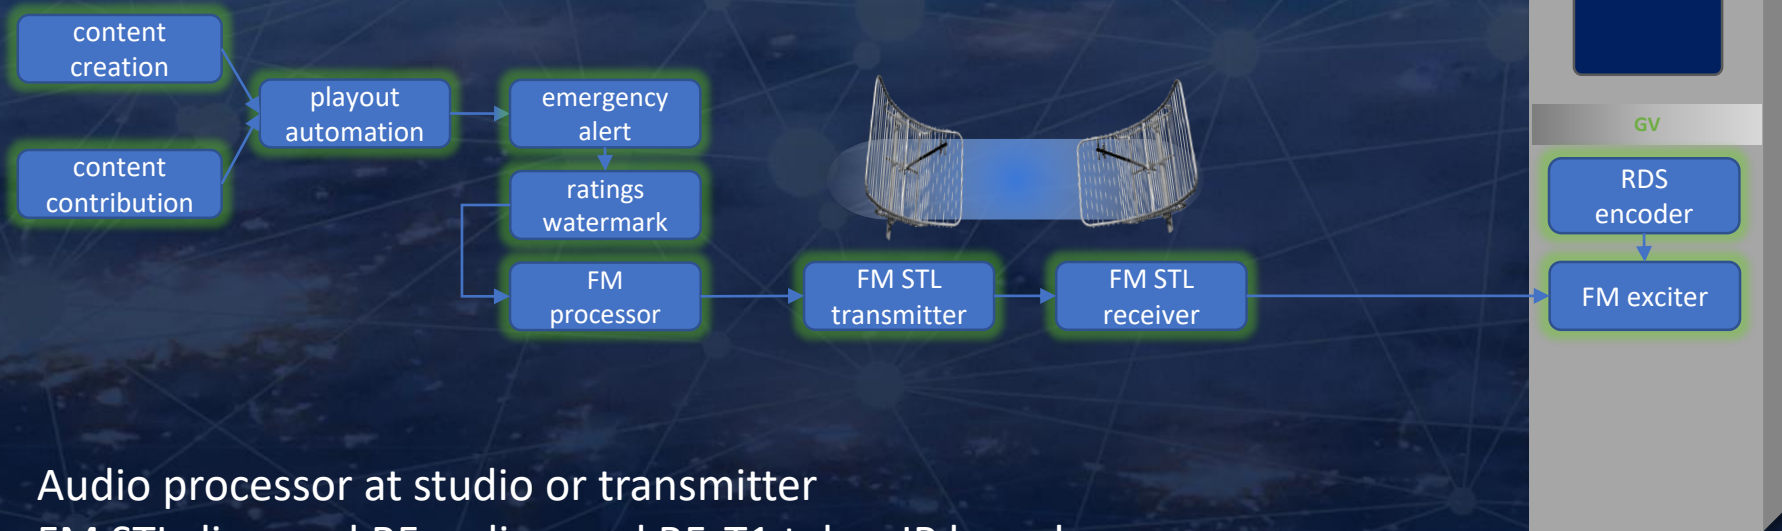 content
creation
content
contribution
playout
automation
emergency
alert
ratings
watermark
FM
processor
FM STL
transmitter
FM STL
receiver
GV
RDS
encoder
FM exciter
Audio processor at studio or transmitter